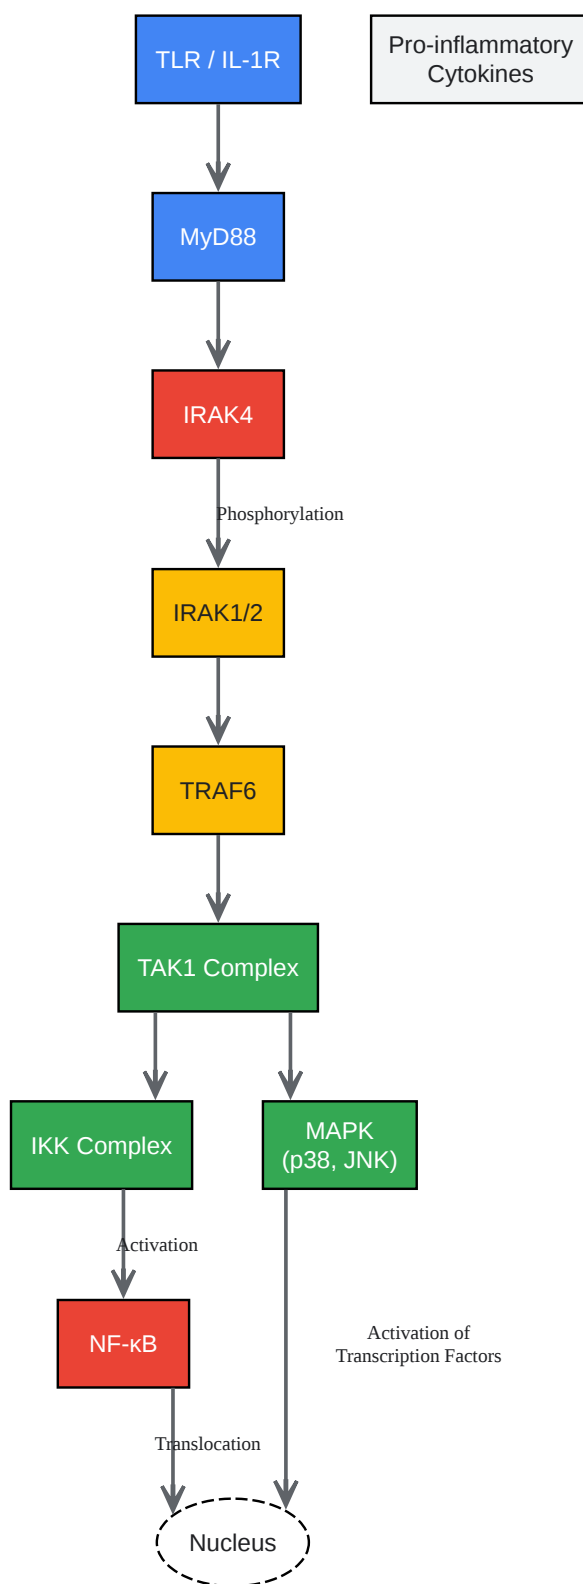 TLR / IL-1R
Pro-inflammatory
Cytokines
MyD88
IRAK4
Phosphorylation
IRAK1/2
TRAF6
TAK1 Complex
IKK Complex
MAPK
(p38, JNK)
Activation
NF-κB
Activation of
Transcription Factors
Translocation
Nucleus